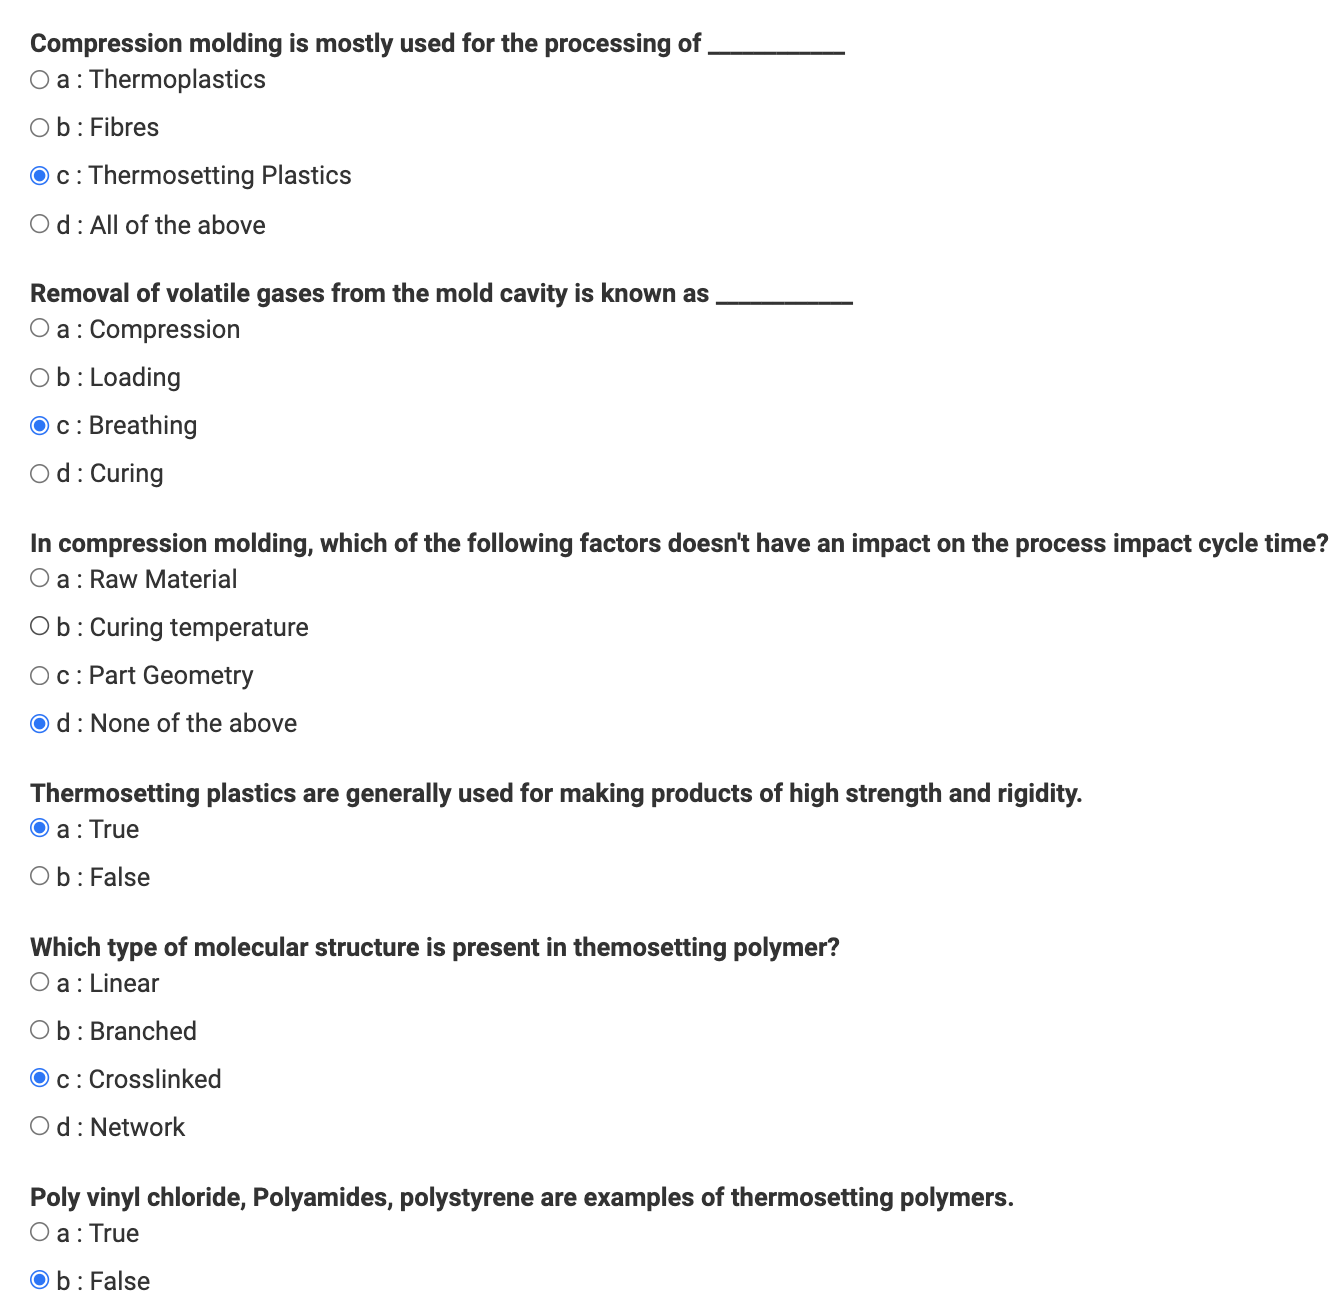 Compression molding is mostly used for the processing of ___________
a : Thermoplastics
b : Fibres
c : Thermosetting Plastics
d : All of the above
Removal of volatile gases from the mold cavity is known as ___________
a : Compression
b : Loading
c : Breathing
d : Curing
In compression molding, which of the following factors doesn't have an impact on the process impact cycle time?
a : Raw Material
b : Curing temperature
c : Part Geometry
d : None of the above
Thermosetting plastics are generally used for making products of high strength and rigidity.
a : True
b : False
Which type of molecular structure is present in themosetting polymer?
a : Linear
b : Branched
c : Crosslinked
d : Network
Poly vinyl chloride, Polyamides, polystyrene are examples of thermosetting polymers.
a : True
b : False